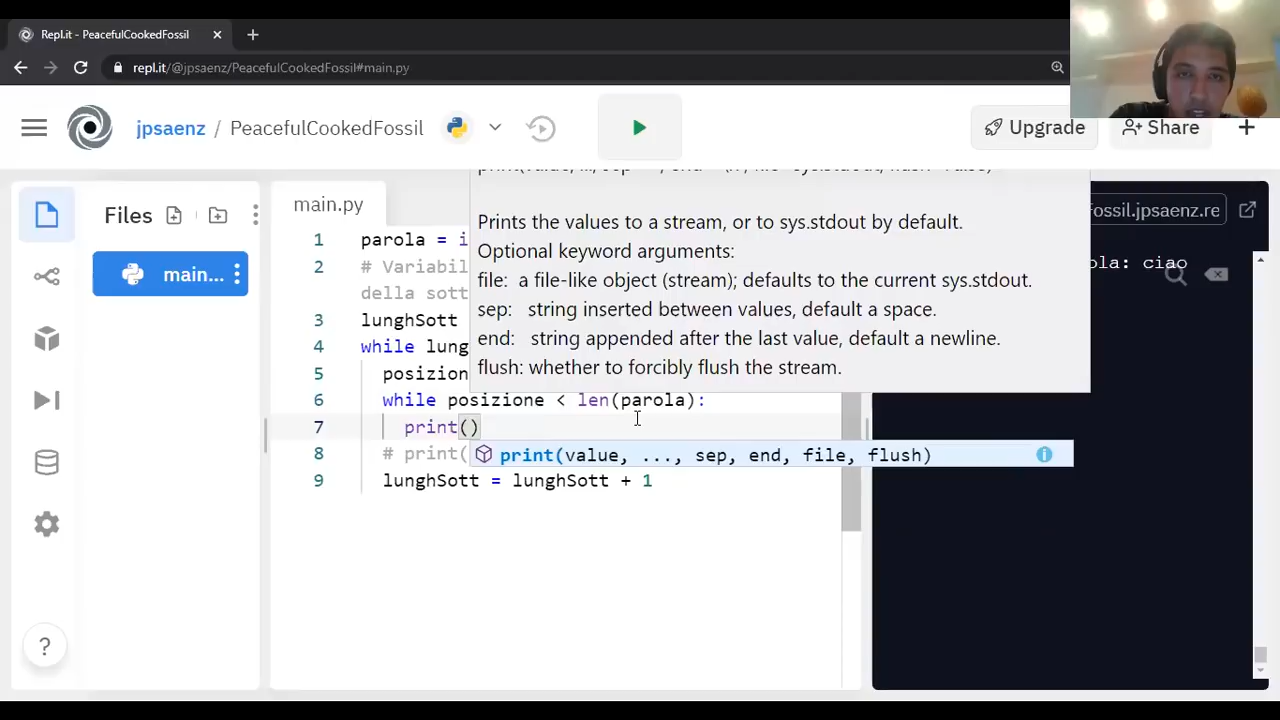 Repl.it - PeacefulCookedFossil
repl.it/@jpsaenz/PeacefulCookedFossil#main.py
jpsaenz / PeacefulCookedFossil
Upgrade
Share
Files
main...
main.py
Fossil.jpsaenz.re
Prints the values to a stream, or to sys.stdout by default.
Optional keyword arguments:
file: a file-like object (stream); defaults to the current sys.stdout.
sep: string inserted between values, default a space.
end: string appended after the last value, default a newline.
flush: whether to forcibly flush the stream.
1 parola = i
2 # Variabil
della sott
3 lunghSott
4 while lung
5 posizion
6 while posizione < len(parola):
7 print()
print(value, ..., sep, end, file, flush)
8 # print(
9 lunghSott = lunghSott + 1
ola: ciao
?